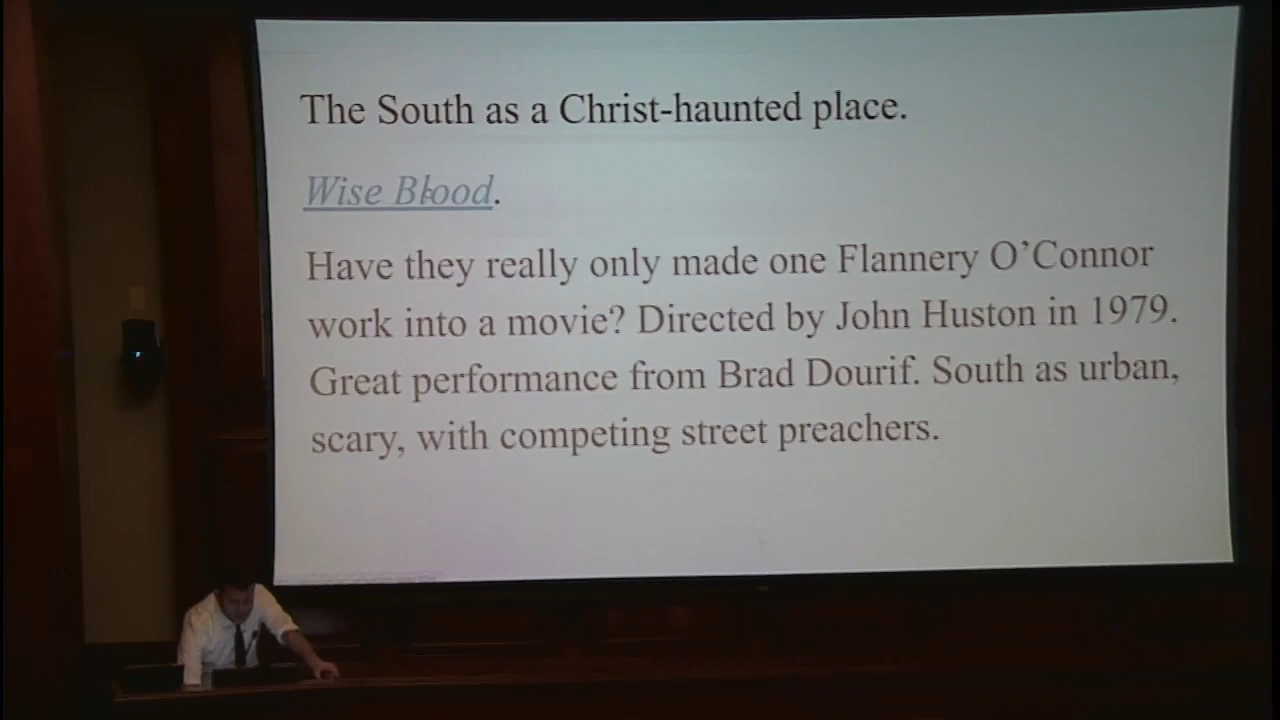 The South as a Christ-haunted place.
Wise Blood.
Have they really only made one Flannery O'Connor
work into a movie? Directed by John Huston in 1979.
Great performance from Brad Dourif. South as urban,
scary, with competing street preachers.